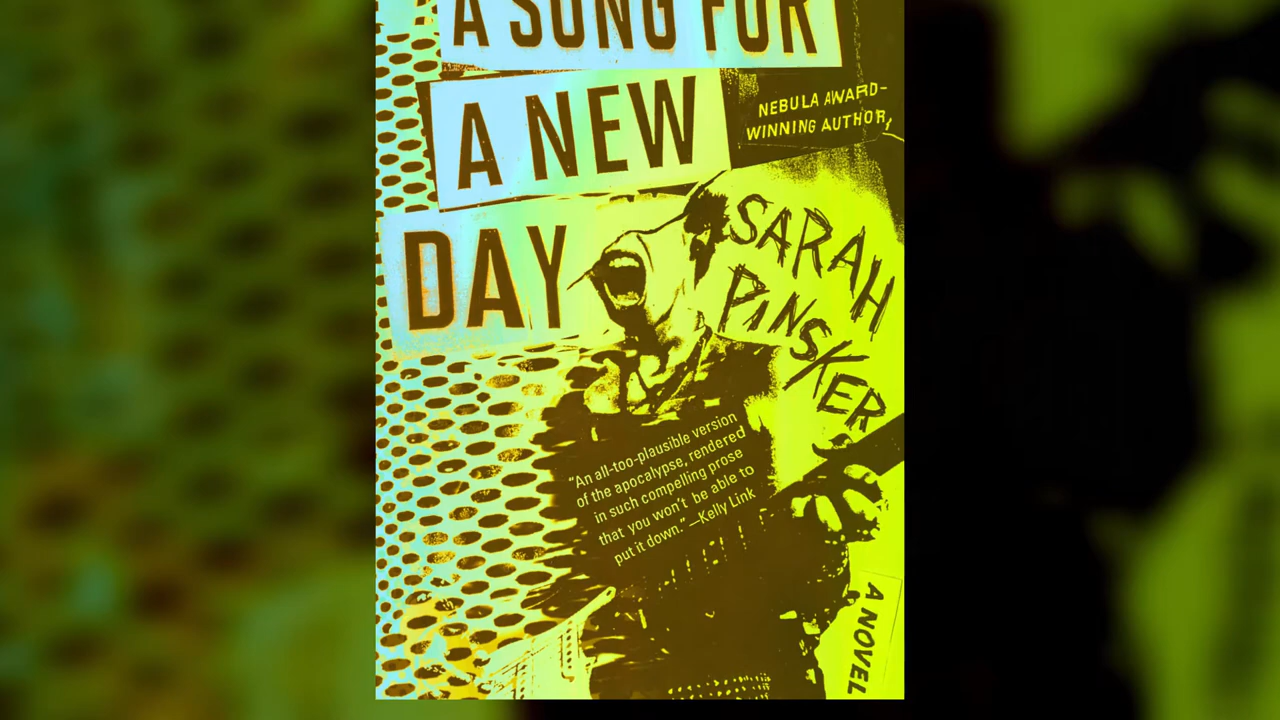 A SONG FOR
A NEW
DAY
NEBULA AWARD-
WINNING AUTHOR,
SARAH
PINSKER
“An all-too-plausible version
of the apocalypse, rendered
in such compelling prose
that you won't be able to
put it down.” —Kelly Link
A NOVEL